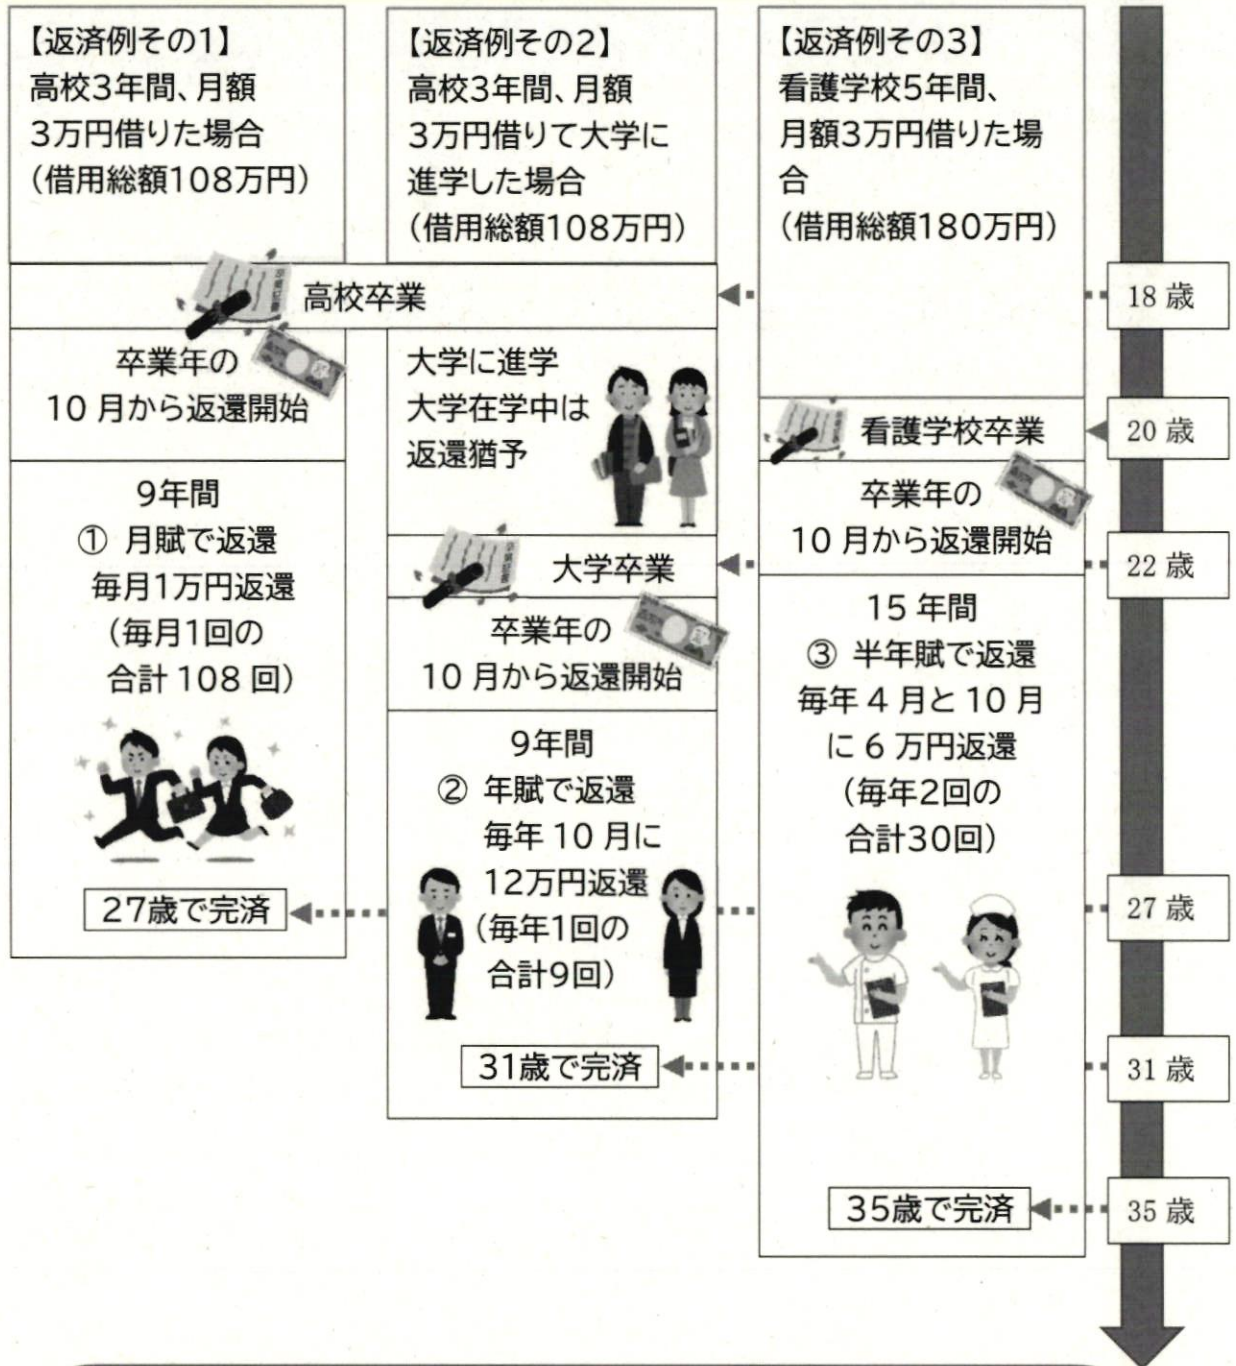 【返済例その1】
高校3年間、月額
3万円借りた場合
(借用総額108万円)
【返済例その2】
高校3年間、月額
3万円借りて大学に
進学した場合
(借用総額108万円)
【返済例その3】
看護学校5年間、
月額3万円借りた場
合
(借用総額180万円)
高校卒業
18歳
卒業年の
10月から返還開始
大学に進学
大学在学中は
返還猶予
看護学校卒業
20歳
卒業年の
10月から返還開始
大学卒業
22歳
卒業年の
10月から返還開始
9年間
① 月賦で返還
毎月1万円返還
(毎月1回の
合計108回)
27歳で完済
9年間
② 年賦で返還
毎年10月に
12万円返還
(毎年1回の
合計9回)
31歳で完済
15年間
③ 半年賦で返還
毎年4月と10月
に6万円返還
(毎年2回の
合計30回)
35歳で完済
27歳
31歳
35歳